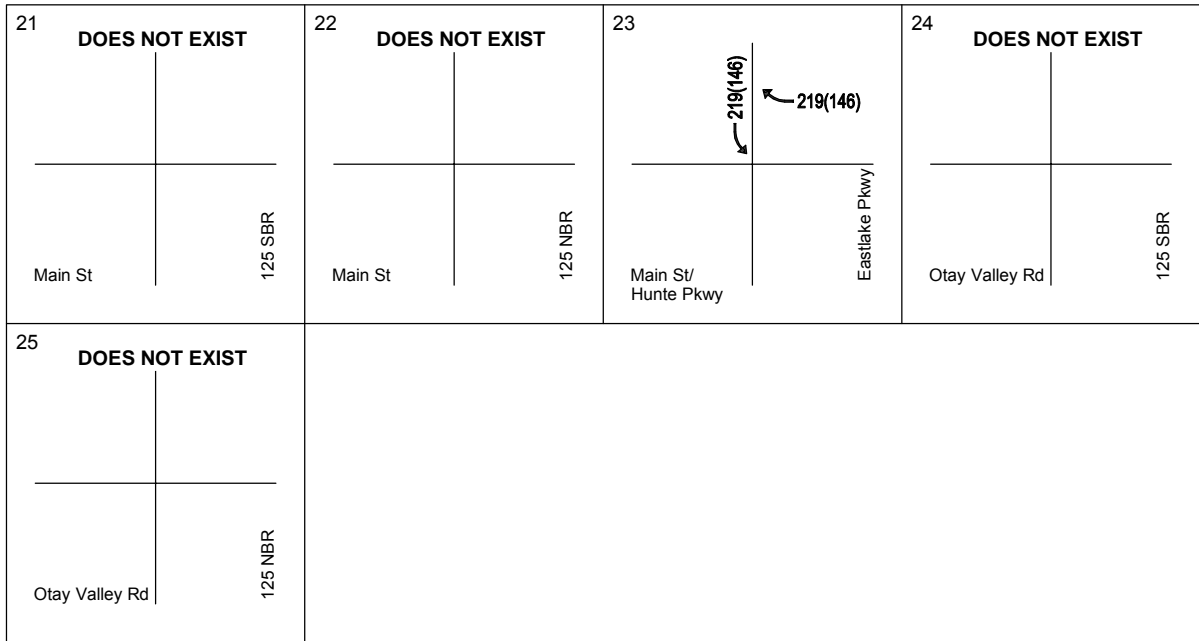 21
DOES NOT EXIST
Main St
125 SBR
22
DOES NOT EXIST
Main St
125 NBR
23
219(146)
219(146)
Main St/
Hunte Pkwy
Eastlake Pkwy
24
DOES NOT EXIST
Otay Valley Rd
125 SBR
25
DOES NOT EXIST
Otay Valley Rd
125 NBR